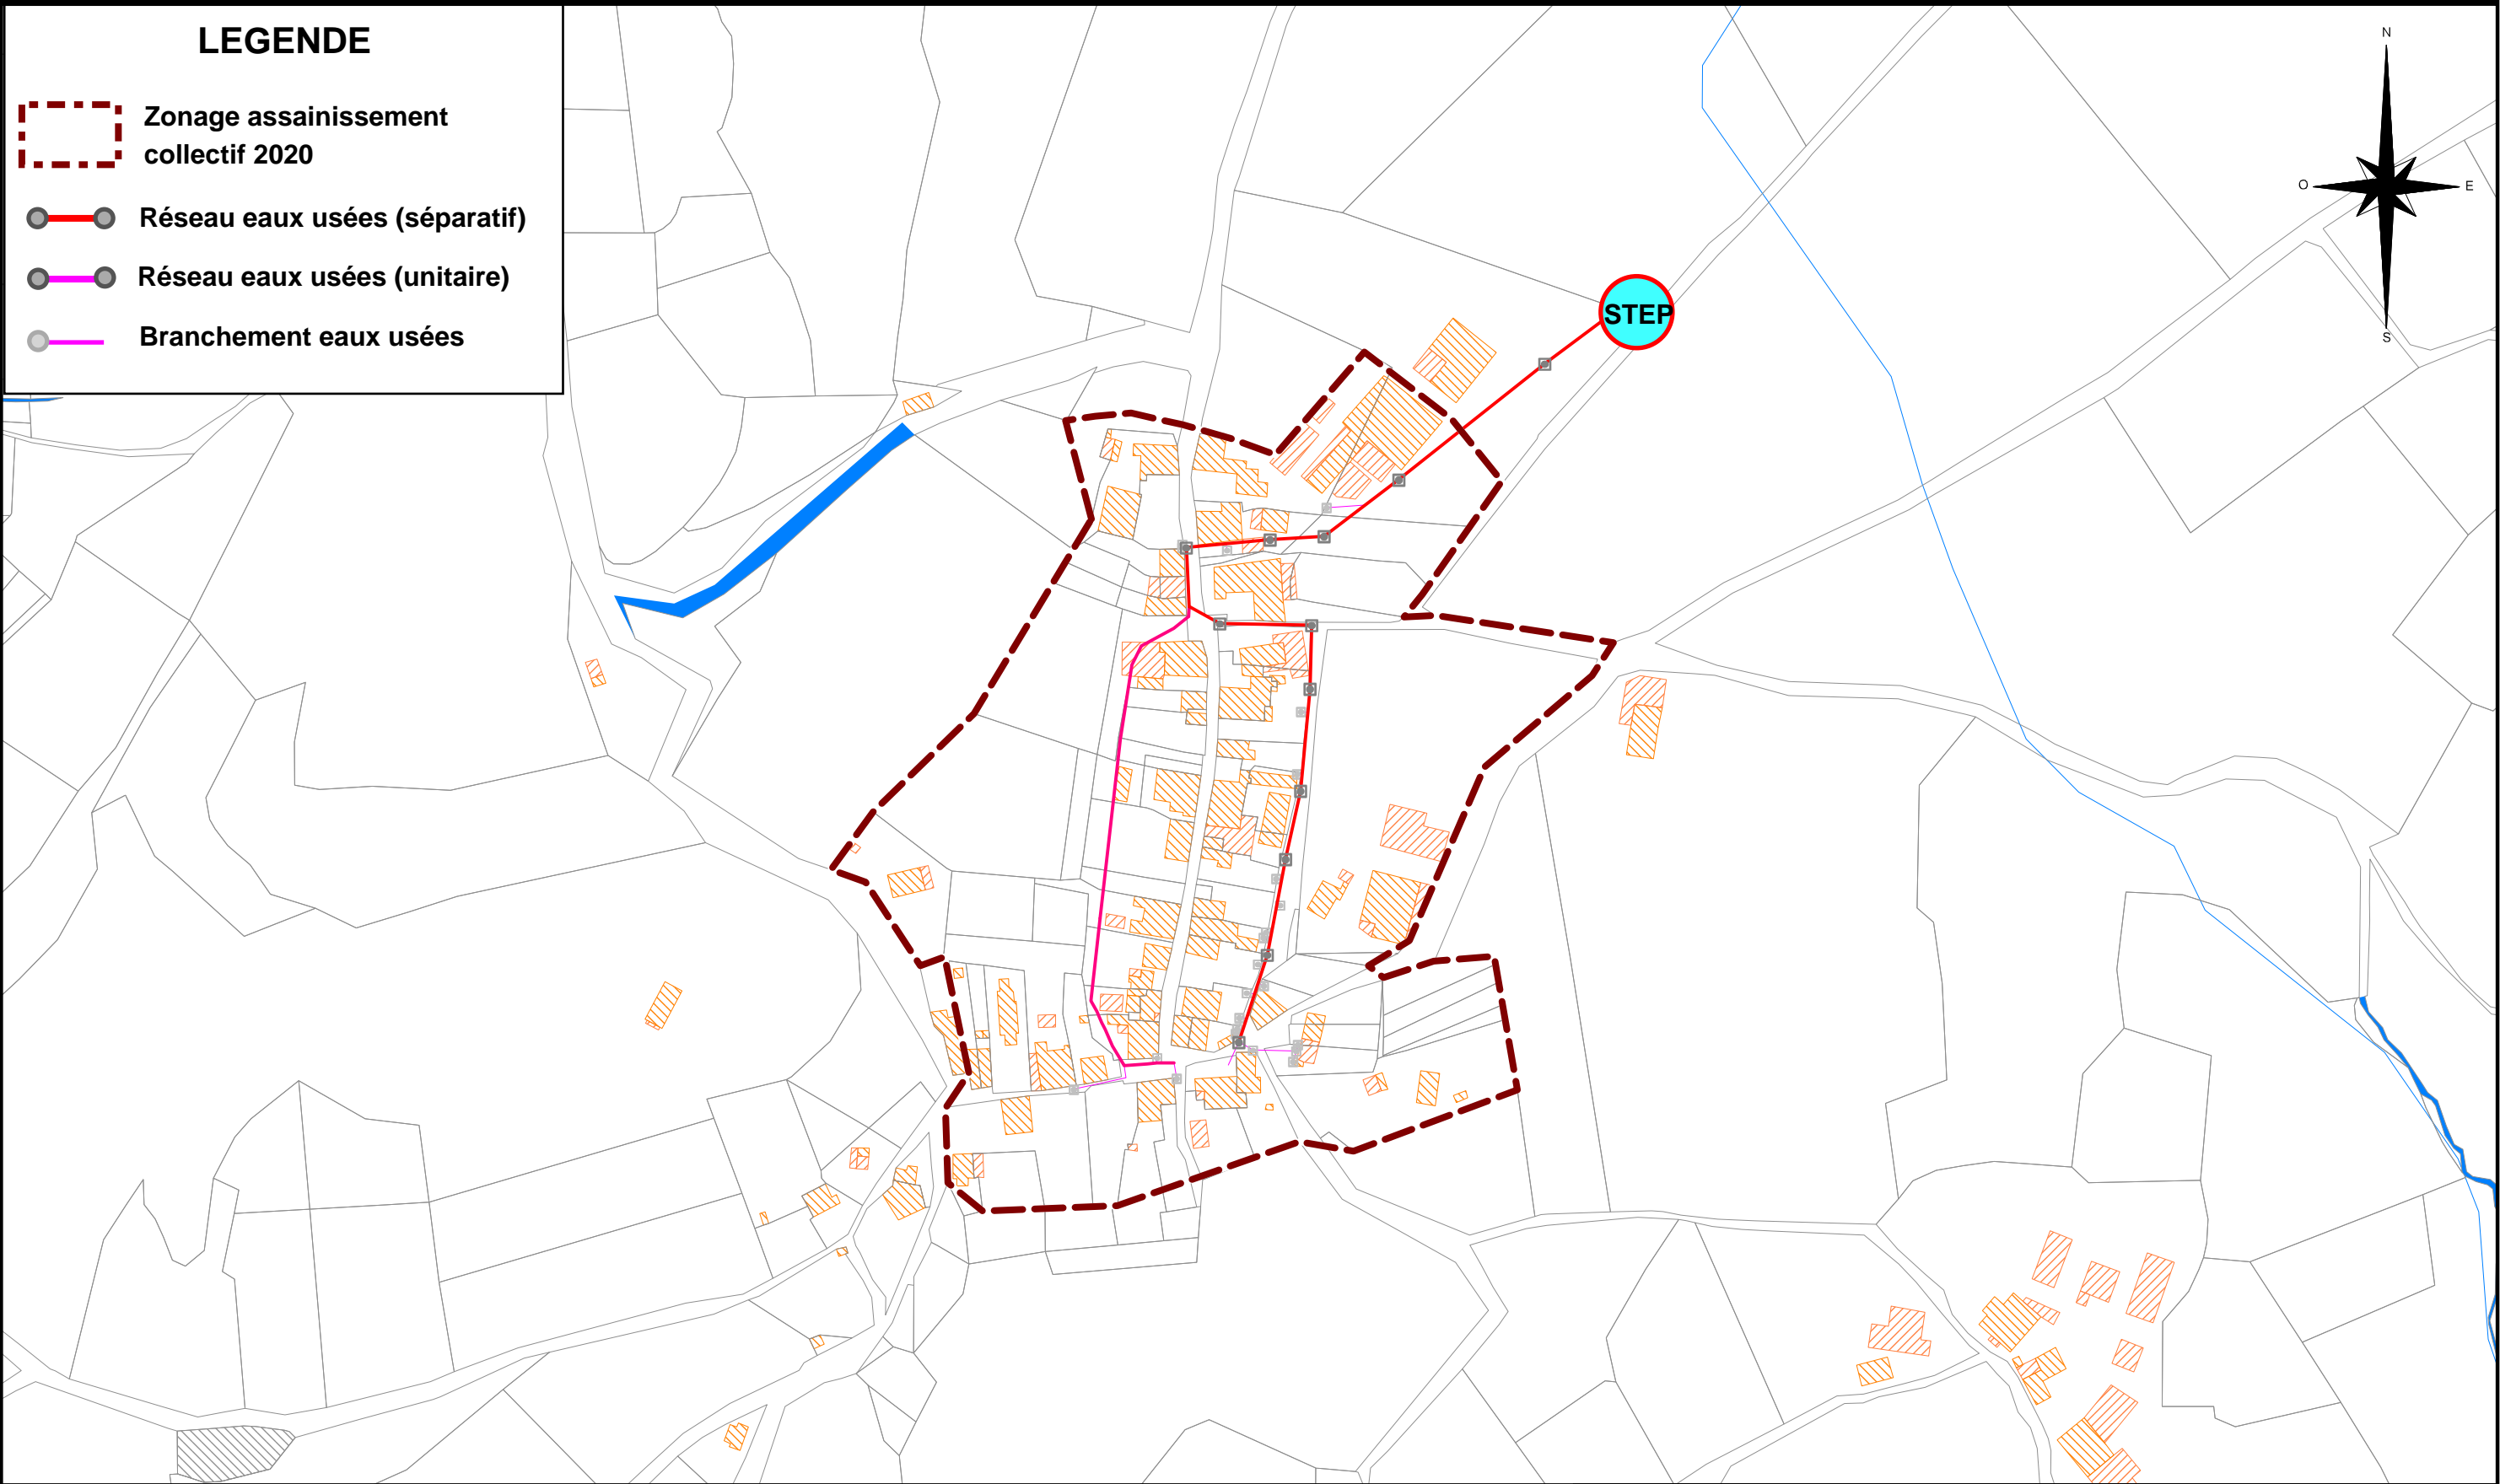 LEGENDE
Zonage assainissement
collectif 2020
Réseau eaux usées (séparatif)
Réseau eaux usées (unitaire)
Branchement eaux usées
N
O
E
S
STEP